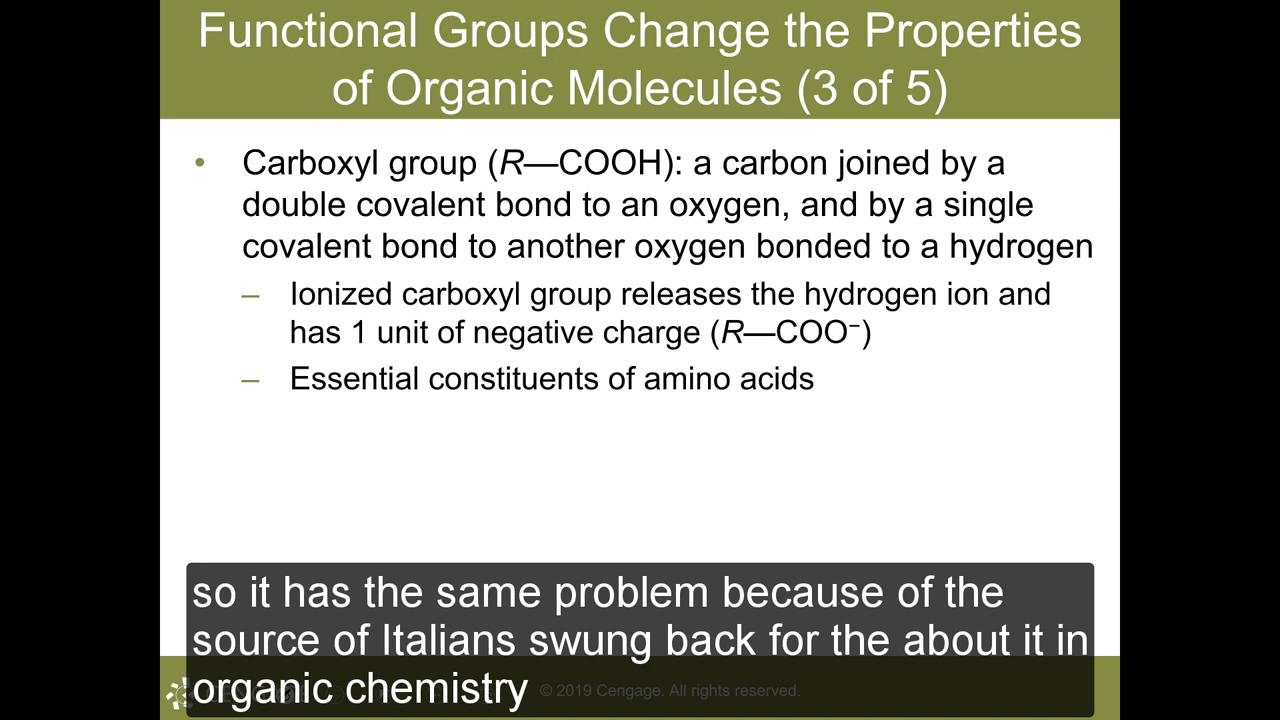 Functional Groups Change the Properties
of Organic Molecules (3 of 5)
• Carboxyl group (R—COOH): a carbon joined by a
double covalent bond to an oxygen, and by a single
covalent bond to another oxygen bonded to a hydrogen
– Ionized carboxyl group releases the hydrogen ion and
has 1 unit of negative charge (R—COO⁻)
– Essential constituents of amino acids
so it has the same problem because of the
source of Italians swung back for the about it in
organic chemistry
© 2019 Cengage. All rights reserved.